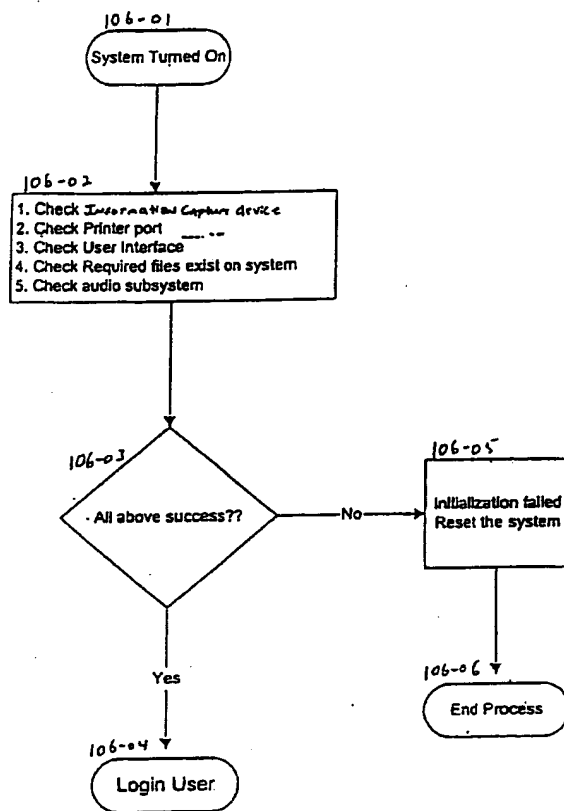 106-01
System Turned On
106-02
1. Check Information Capture device
2. Check Printer port
3. Check User Interface
4. Check Required files exist on system
5. Check audio subsystem
106-03
All above success??
No
106-05
Initialization failed
Reset the system
Yes
106-06
End Process
106-04
Login User